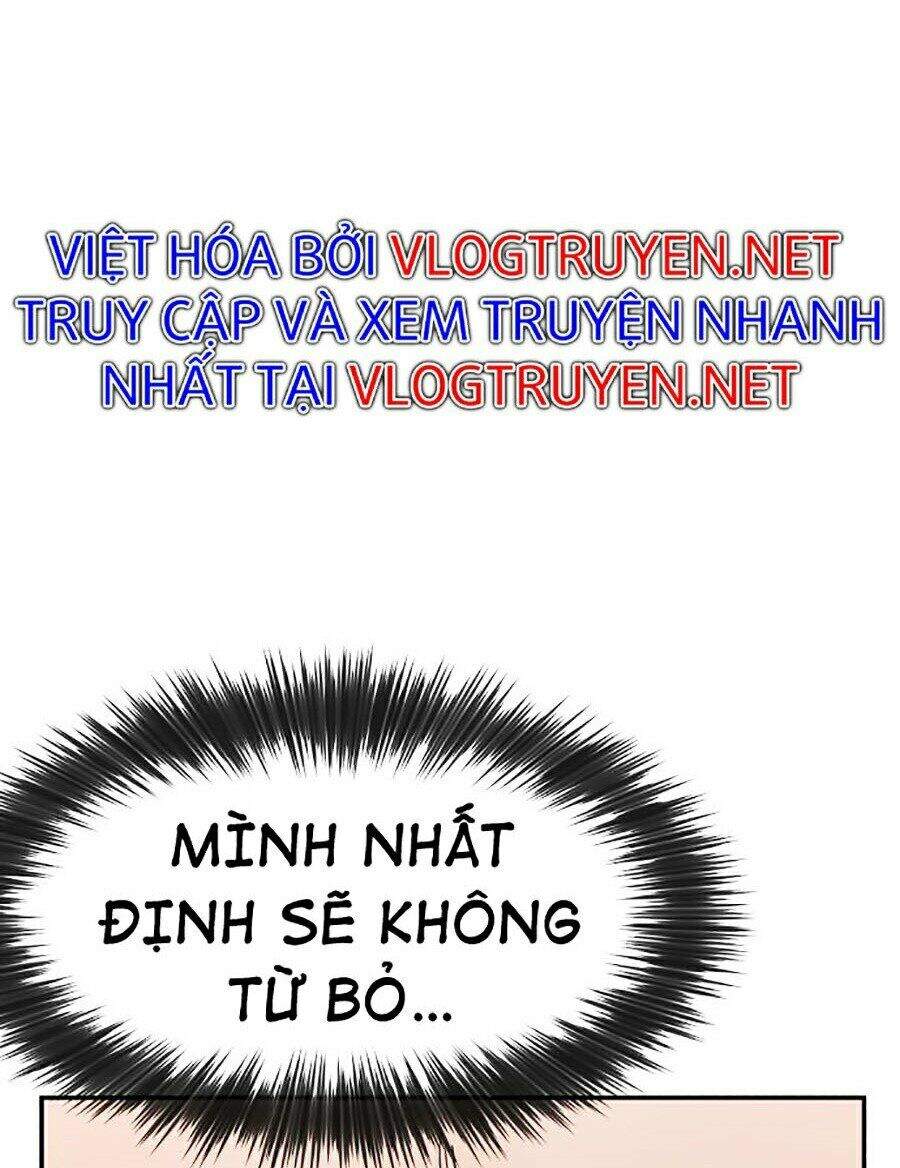 VIỆT HÓA BỞI VLOGTRUYEN.NET
TRUY CẬP VÀ XEM TRUYỆN NHANH
NHẤT TẠI VLOGTRUYEN.NET
MÌNH NHẤT
ĐỊNH SẼ KHÔNG
TỪ BỎ...